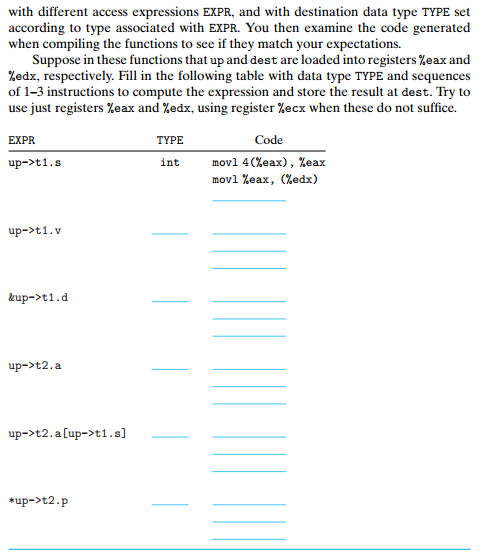 with different access expressions EXPR, and with destination data type TYPE set
according to type associated with EXPR. You then examine the code generated
when compiling the functions to see if they match your expectations.
Suppose in these functions that up and dest are loaded into registers %eax and
%edx, respectively. Fill in the following table with data type TYPE and sequences
of 1–3 instructions to compute the expression and store the result at dest. Try to
use just registers %eax and %edx, using register %ecx when these do not suffice.
EXPR TYPE Code
up->t1.s int movl 4(%eax), %eax
movl %eax, (%edx)
up->t1.v
&up->t1.d
up->t2.a
up->t2.a[up->t1.s]
*up->t2.p